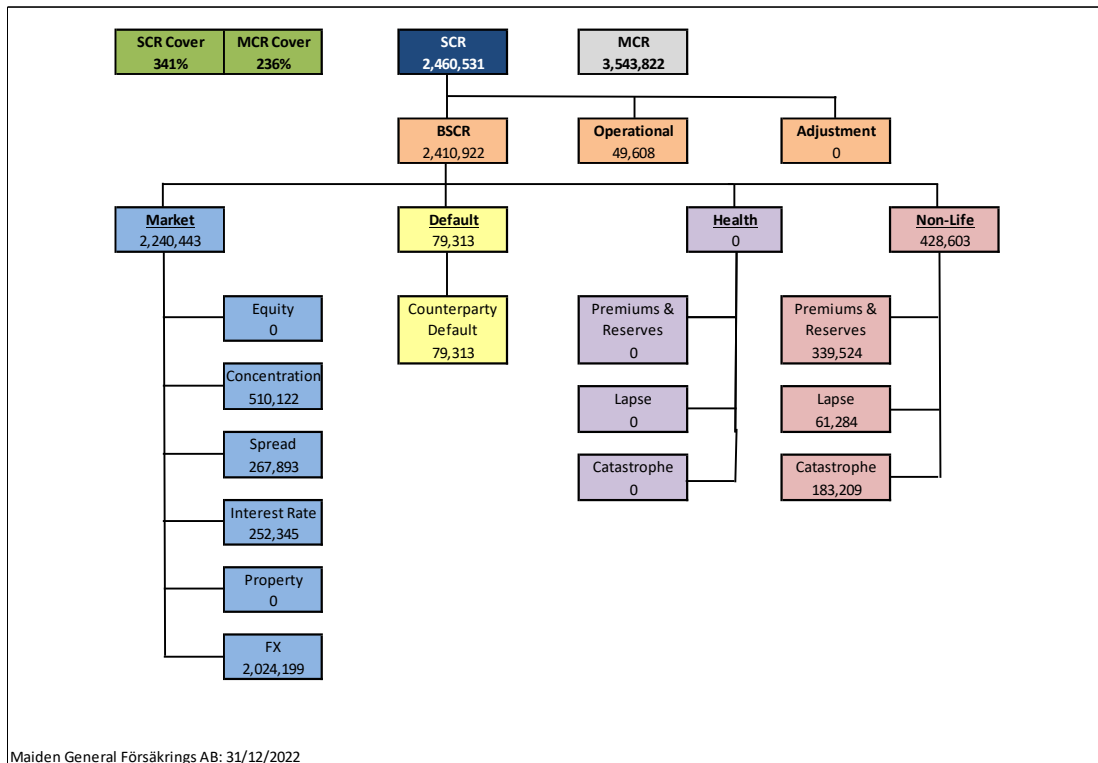 SCR Cover
341%
MCR Cover
236%
SCR
2,460,531
MCR
3,543,822
BSCR
2,410,922
Operational
49,608
Adjustment
0
Market
2,240,443
Default
79,313
Health
0
Non-Life
428,603
Equity
0
Concentration
510,122
Spread
267,893
Interest Rate
252,345
Property
0
FX
2,024,199
Counterparty
Default
79,313
Premiums &
Reserves
0
Lapse
0
Catastrophe
0
Premiums &
Reserves
339,524
Lapse
61,284
Catastrophe
183,209
Maiden General Försäkrings AB: 31/12/2022